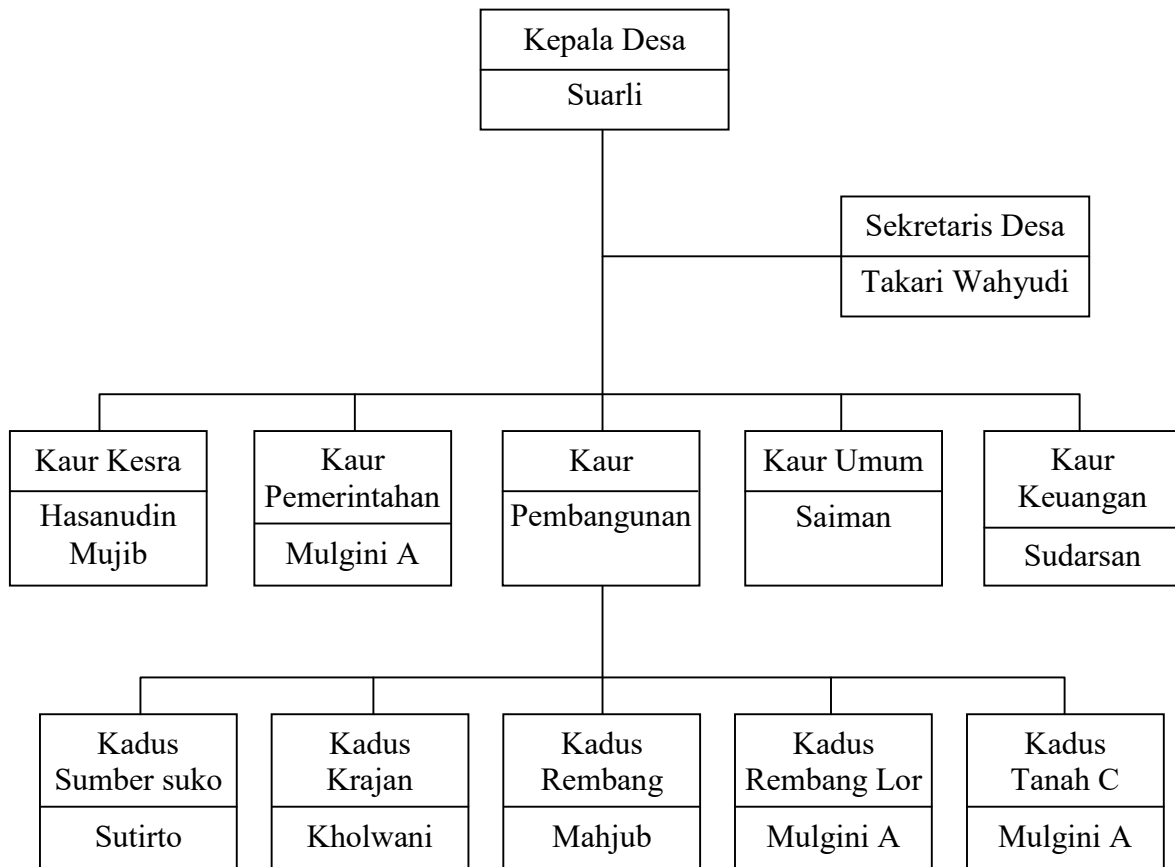 Kepala Desa
Suarli
Sekretaris Desa
Takari Wahyudi
Kaur Kesra
Hasanudin
Mujib
Kaur
Pemerintahan
Mulgini A
Kaur
Pembangunan
Kaur Umum
Saiman
Kaur
Keuangan
Sudarsan
Kadus
Sumber suko
Sutirto
Kadus
Krajan
Kholwani
Kadus
Rembang
Mahjub
Kadus
Rembang Lor
Mulgini A
Kadus
Tanah C
Mulgini A